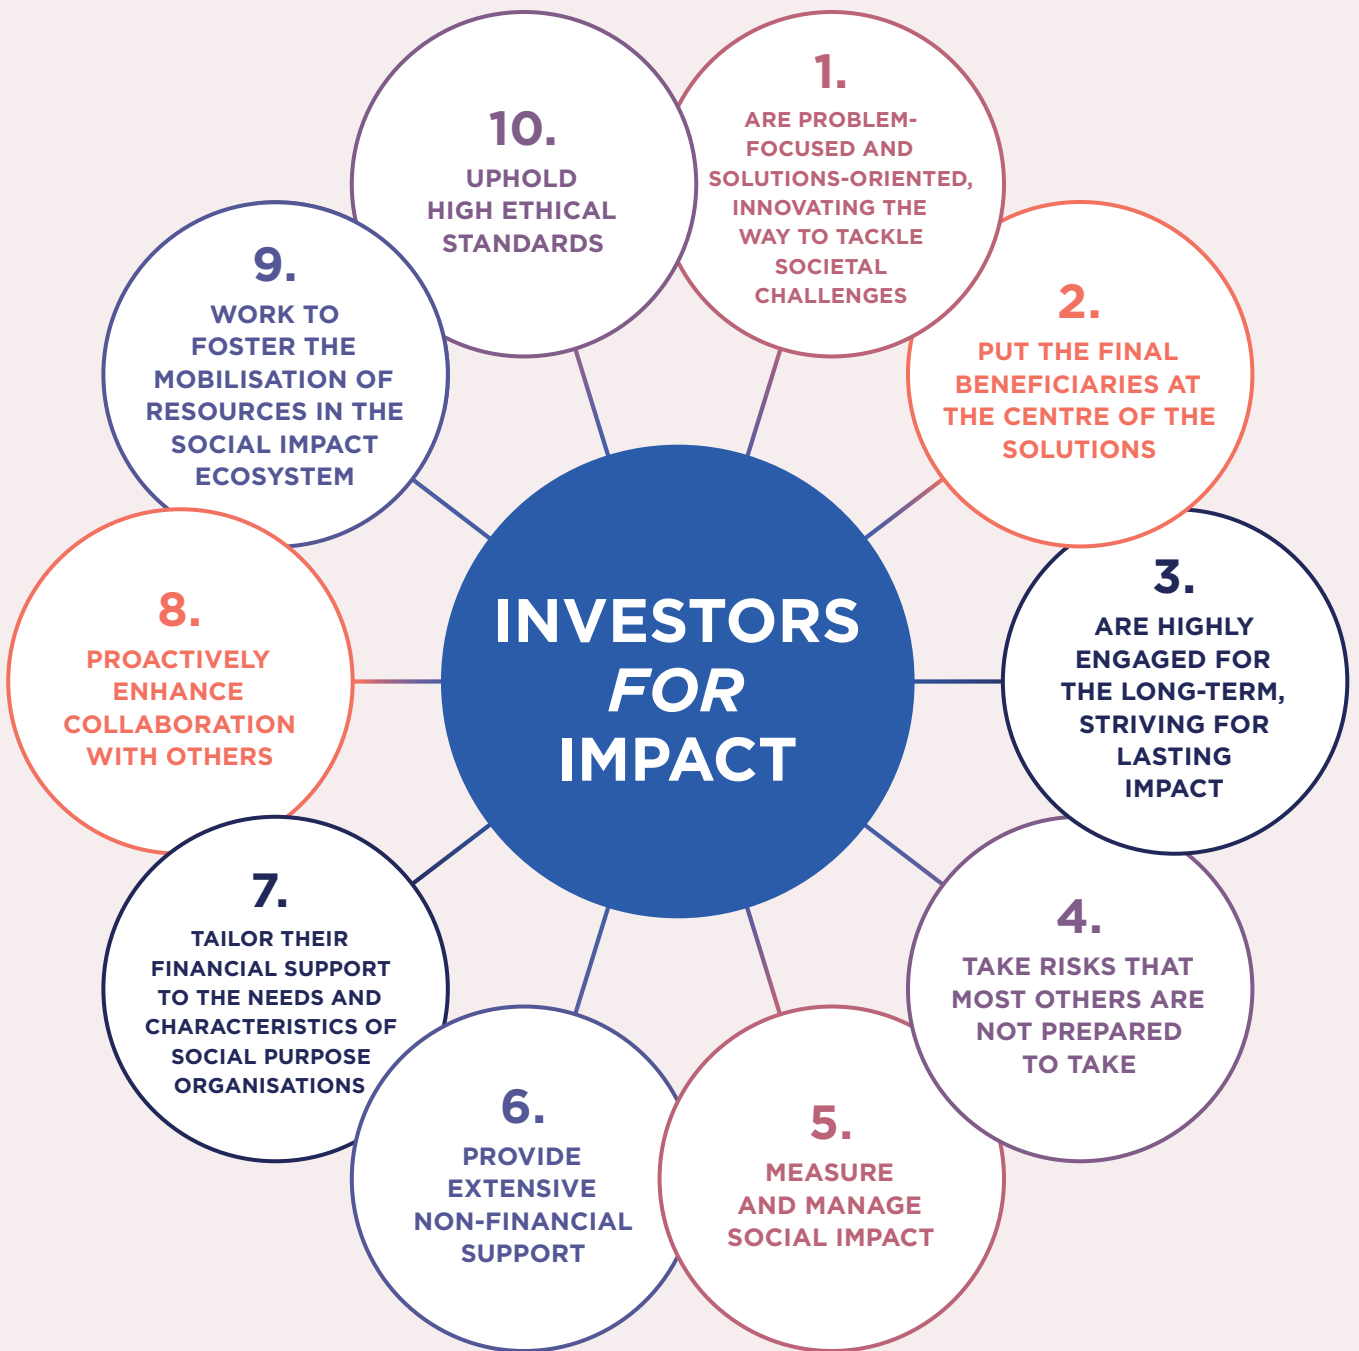 INVESTORS
FOR
IMPACT
1.
ARE PROBLEM-
FOCUSED AND
SOLUTIONS-ORIENTED,
INNOVATING THE
WAY TO TACKLE
SOCIETAL
CHALLENGES
2.
PUT THE FINAL
BENEFICIARIES AT
THE CENTRE OF THE
SOLUTIONS
3.
ARE HIGHLY
ENGAGED FOR
THE LONG-TERM,
STRIVING FOR
LASTING
IMPACT
4.
TAKE RISKS THAT
MOST OTHERS ARE
NOT PREPARED
TO TAKE
5.
MEASURE
AND MANAGE
SOCIAL IMPACT
6.
PROVIDE
EXTENSIVE
NON-FINANCIAL
SUPPORT
7.
TAILOR THEIR
FINANCIAL SUPPORT
TO THE NEEDS AND
CHARACTERISTICS OF
SOCIAL PURPOSE
ORGANISATIONS
8.
PROACTIVELY
ENHANCE
COLLABORATION
WITH OTHERS
9.
WORK TO
FOSTER THE
MOBILISATION OF
RESOURCES IN THE
SOCIAL IMPACT
ECOSYSTEM
10.
UPHOLD
HIGH ETHICAL
STANDARDS